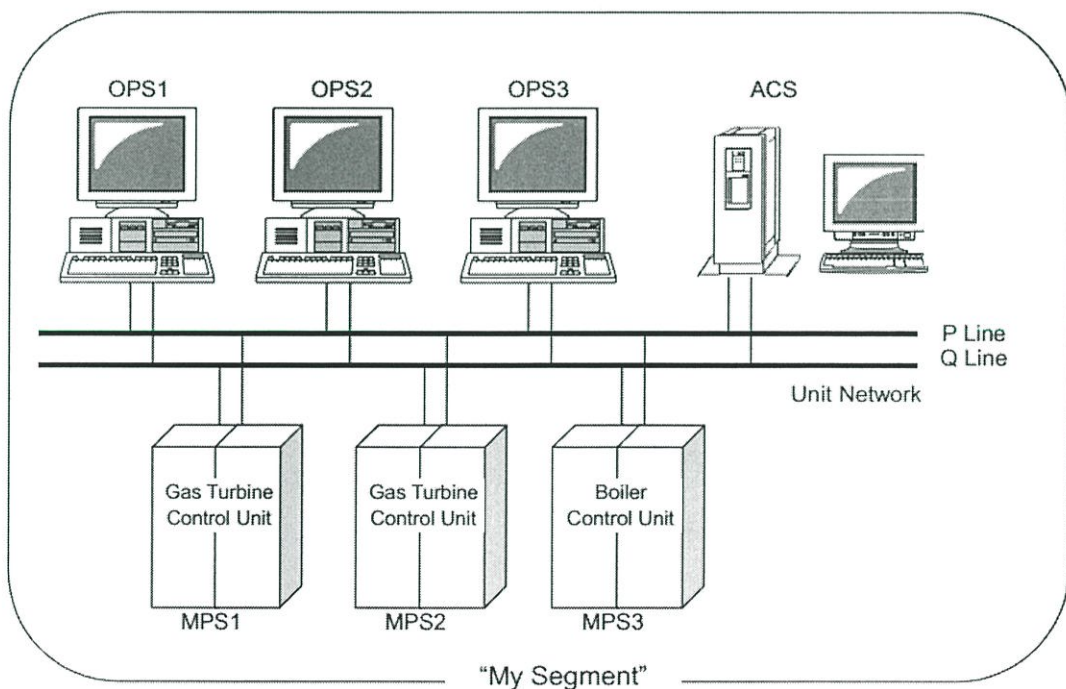 OPS1
OPS2
OPS3
ACS
P Line
Q Line
Unit Network
Gas Turbine
Control Unit
Gas Turbine
Control Unit
Boiler
Control Unit
MPS1
MPS2
MPS3
“My Segment”